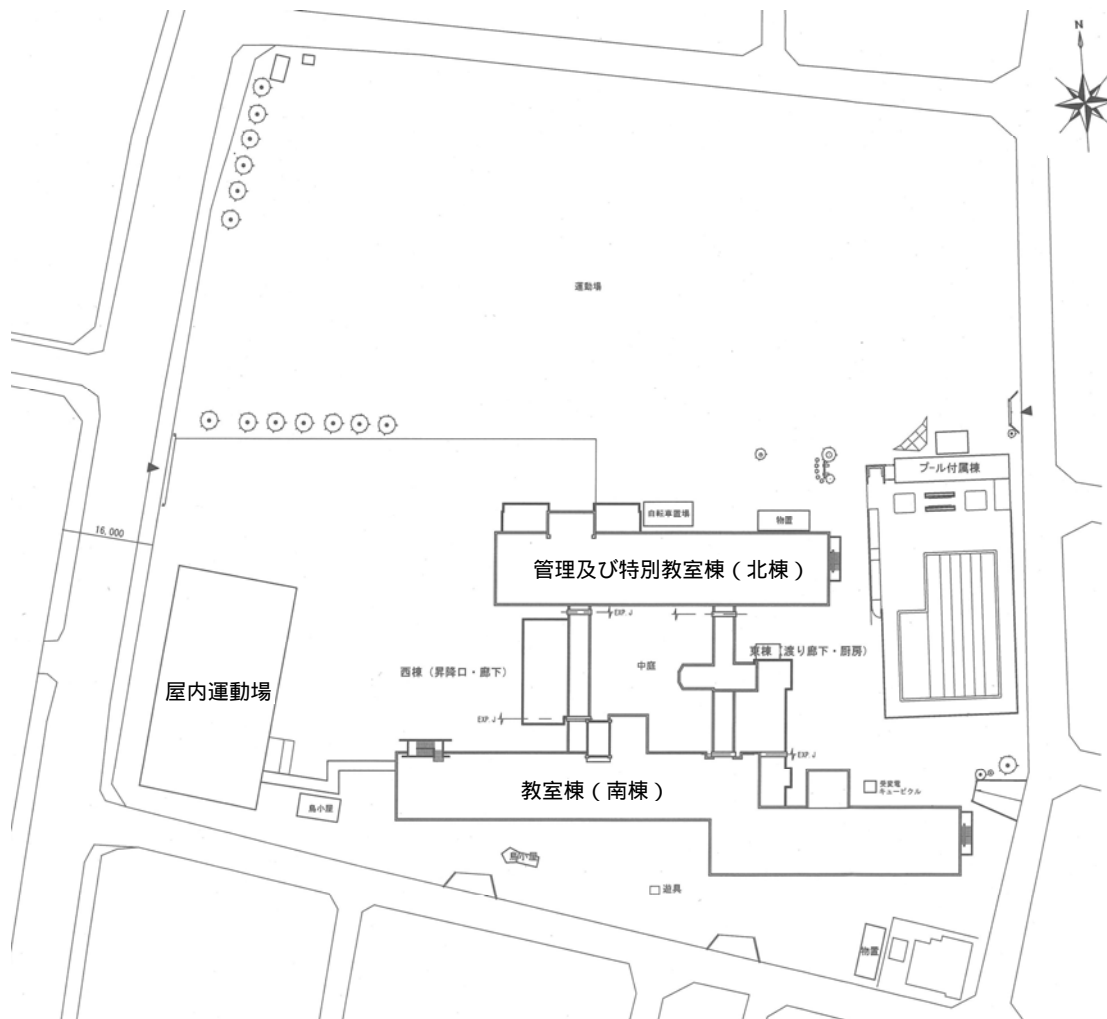 N
運動場
プール付属棟
16,000
自転車置場
物置
管理及び特別教室棟（北棟）
EXP.J
西棟（昇降口・廊下）
中庭
東棟（渡り廊下・厨房）
屋内運動場
EXP.J
EXP.J
教室棟（南棟）
受変電
キュービクル
鳥小屋
鳥小屋
遊具
物置